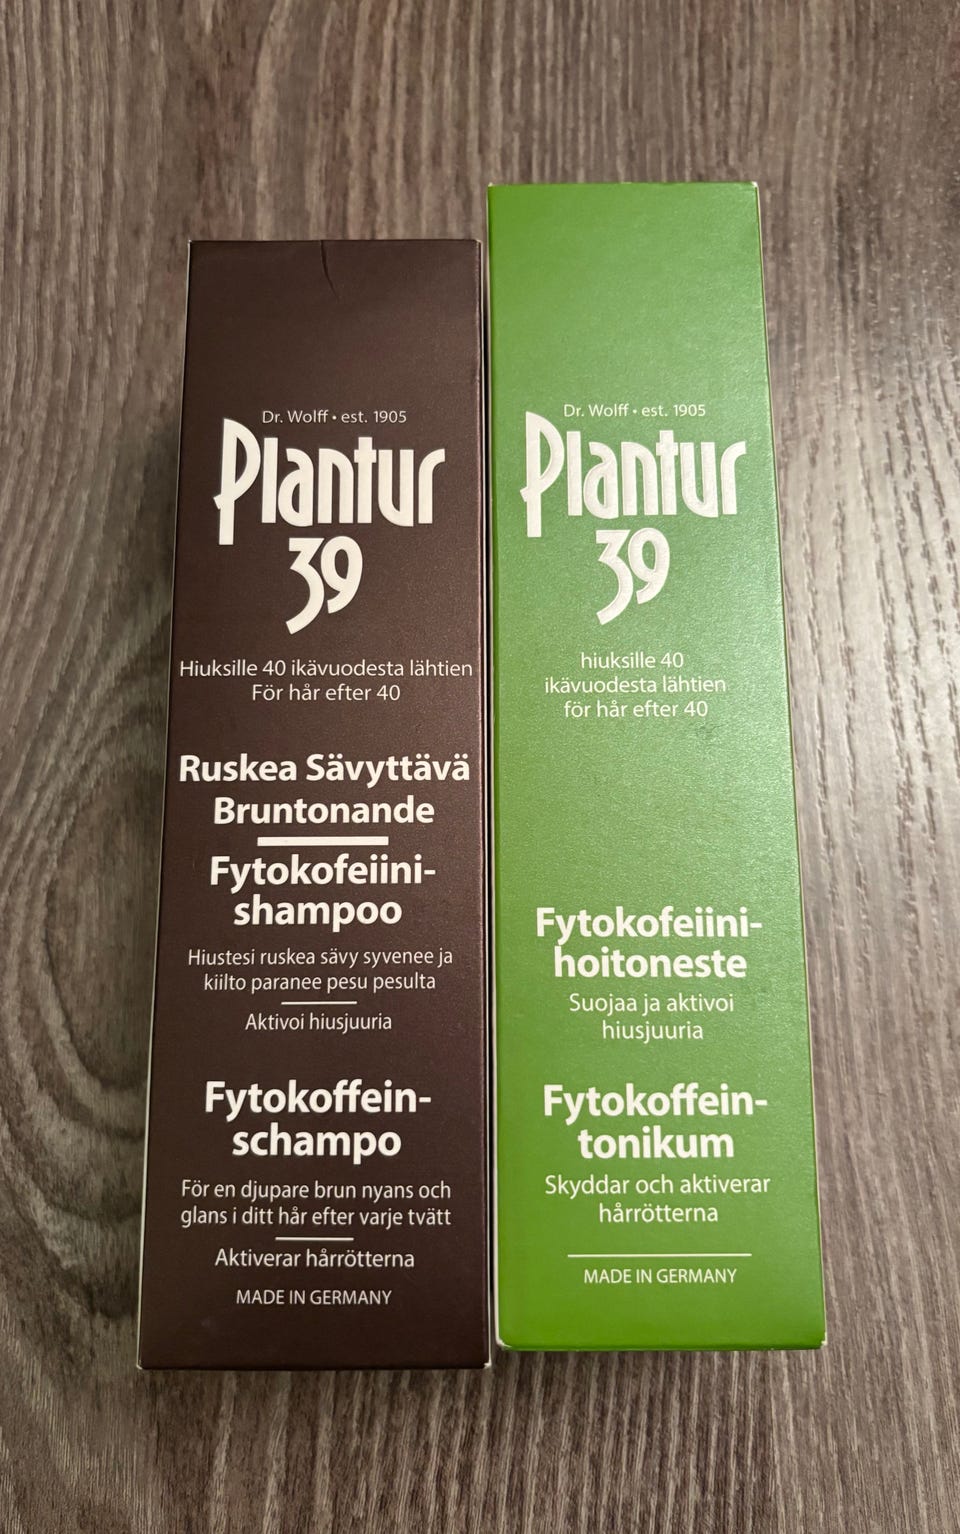 Dr. Wolff • est. 1905
Plantur
39
Hiuksille 40 ikävuodesta lähtien
För hår efter 40
Ruskea Sävyttävä
Bruntonande
Fytokofeiini-
shampoo
Hiustesi ruskea sävy syvenee ja
kiilto paranee pesu pesulta
Aktivoi hiusjuuria
Fytokoffein-
schampo
För en djupare brun nyans och
glans i ditt hår efter varje tvätt
Aktiverar hårrötterna
MADE IN GERMANY
Dr. Wolff • est. 1905
Plantur
39
hiuksille 40
ikävuodesta lähtien
för hår efter 40
Fytokofeiini-
hoitoneste
Suojaa ja aktivoi
hiusjuuria
Fytokoffein-
tonikum
Skyddar och aktiverar
hårrötterna
MADE IN GERMANY